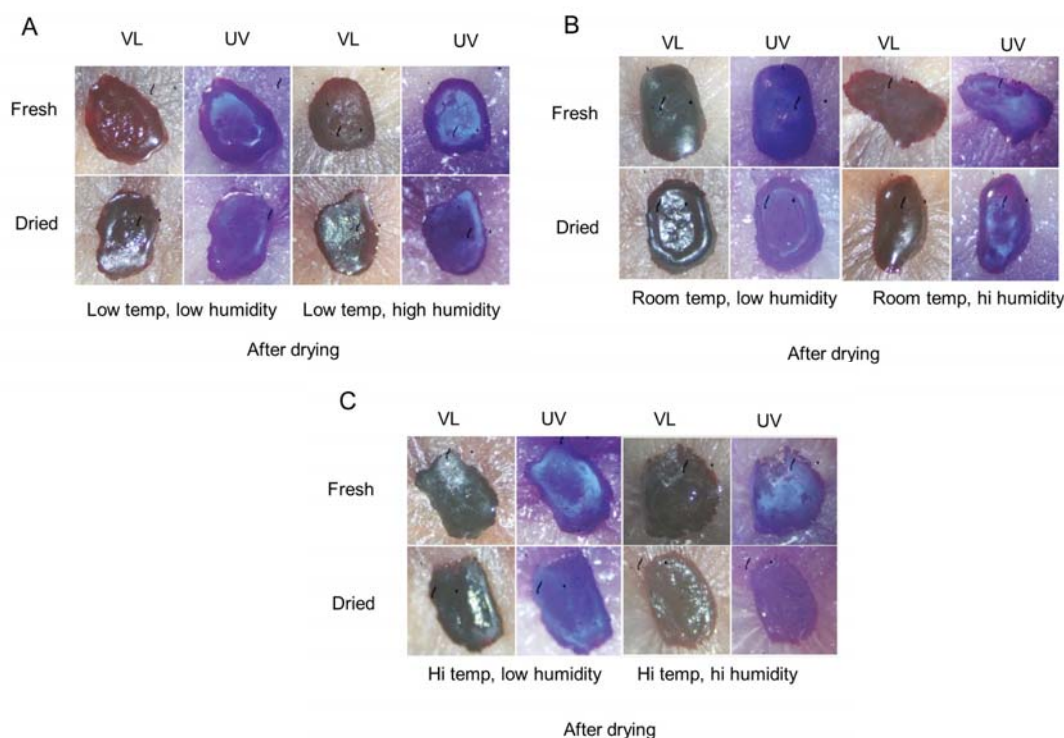 A
VL UV VL UV
Fresh
Dried
Low temp, low humidity Low temp, high humidity
After drying
B
VL UV VL UV
Fresh
Dried
Room temp, low humidity Room temp, hi humidity
After drying
C
VL UV VL UV
Fresh
Dried
Hi temp, low humidity Hi temp, hi humidity
After drying